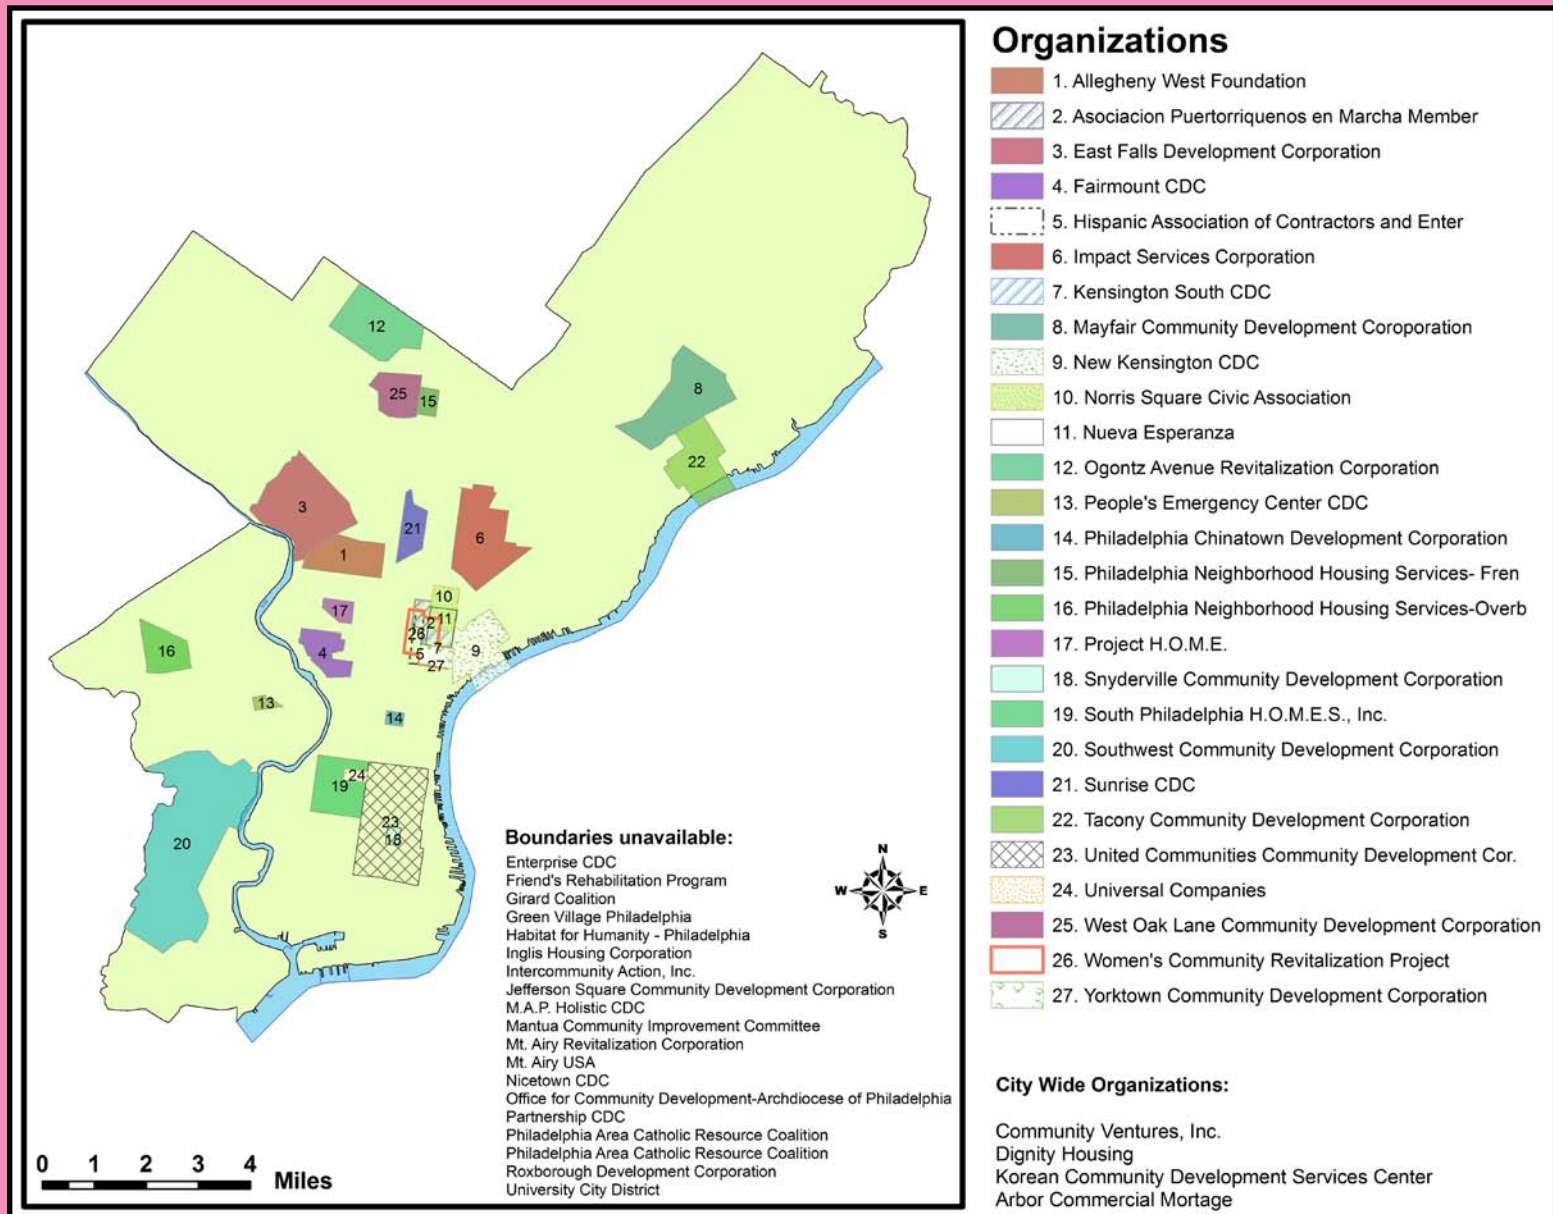 12
25
15
8
22
3
21
6
1
10
17
2
11
26
7
4
5
9
16
27
13
14
24
19
23
18
20
Boundaries unavailable:
Enterprise CDC
Friend's Rehabilitation Program
Girard Coalition
Green Village Philadelphia
Habitat for Humanity - Philadelphia
Inglis Housing Corporation
Intercommunity Action, Inc.
Jefferson Square Community Development Corporation
M.A.P. Holistic CDC
Mantua Community Improvement Committee
Mt. Airy Revitalization Corporation
Mt. Airy USA
Nicetown CDC
Office for Community Development-Archdiocese of Philadelphia
Partnership CDC
Philadelphia Area Catholic Resource Coalition
Philadelphia Area Catholic Resource Coalition
Roxborough Development Corporation
University City District
N
W E
S
0 1 2 3 4
Miles
Organizations
1. Allegheny West Foundation
2. Asociacion Puertorriquenos en Marcha Member
3. East Falls Development Corporation
4. Fairmount CDC
5. Hispanic Association of Contractors and Enter
6. Impact Services Corporation
7. Kensington South CDC
8. Mayfair Community Development Coroporation
9. New Kensington CDC
10. Norris Square Civic Association
11. Nueva Esperanza
12. Ogontz Avenue Revitalization Corporation
13. People's Emergency Center CDC
14. Philadelphia Chinatown Development Corporation
15. Philadelphia Neighborhood Housing Services- Fren
16. Philadelphia Neighborhood Housing Services-Overb
17. Project H.O.M.E.
18. Snyderville Community Development Corporation
19. South Philadelphia H.O.M.E.S., Inc.
20. Southwest Community Development Corporation
21. Sunrise CDC
22. Tacony Community Development Corporation
23. United Communities Community Development Cor.
24. Universal Companies
25. West Oak Lane Community Development Corporation
26. Women's Community Revitalization Project
27. Yorktown Community Development Corporation
City Wide Organizations:
Community Ventures, Inc.
Dignity Housing
Korean Community Development Services Center
Arbor Commercial Mortage